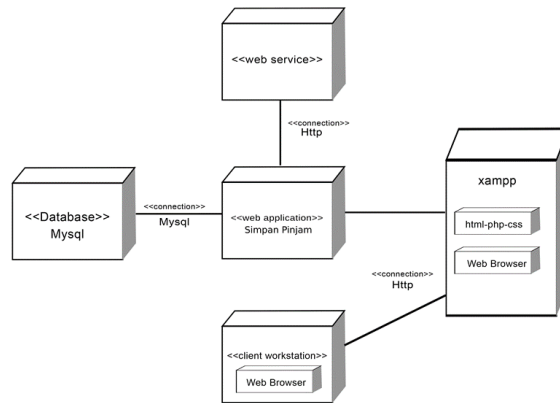 <<web service>>
<<connection>>
Http
xampp
<<Database>>
Mysql
<<connection>>
Mysql
<<web application>>
Simpan Pinjam
html-php-css
Web Browser
<<connection>>
Http
<<client workstation>>
Web Browser